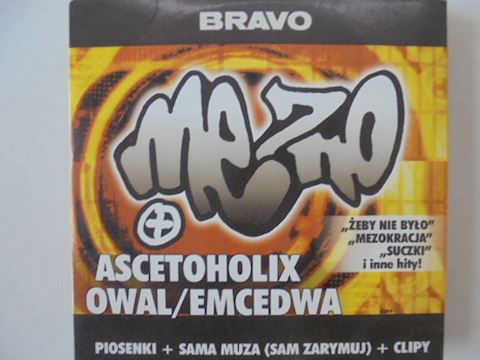 BRAVO
MEZO
„ŻEBY NIE BYŁO”
„MEZOKRACJA”
„SUCZKI”
i inne hity!
ASCETOHOLIX
OWAL/EMCEDWA
PIOSENKI + SAMA MUZA (SAM ZARYMUJ) + CLIPY